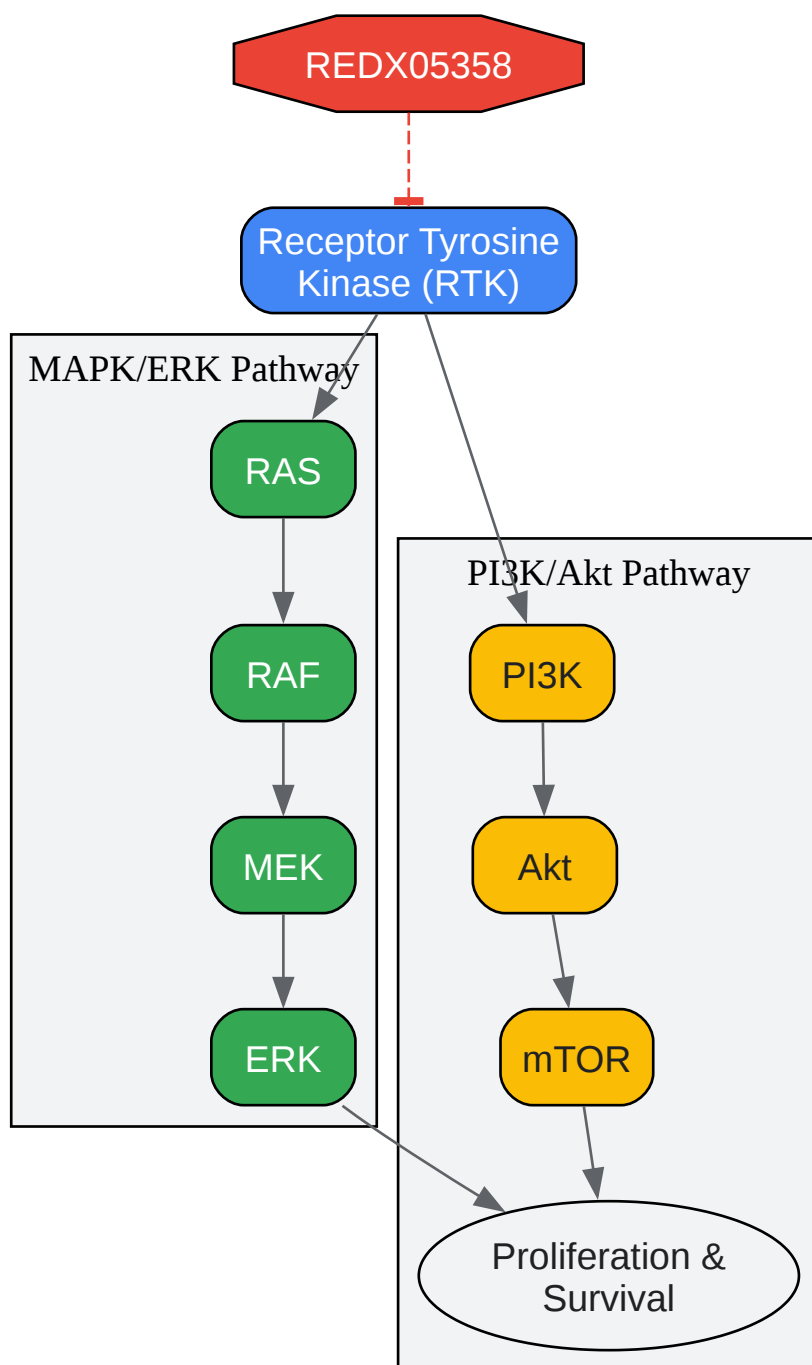 REDX05358
Receptor Tyrosine
Kinase (RTK)
MAPK/ERK Pathway
RAS
PI3K/Akt Pathway
RAF
PI3K
MEK
Akt
ERK
mTOR
Proliferation &
Survival